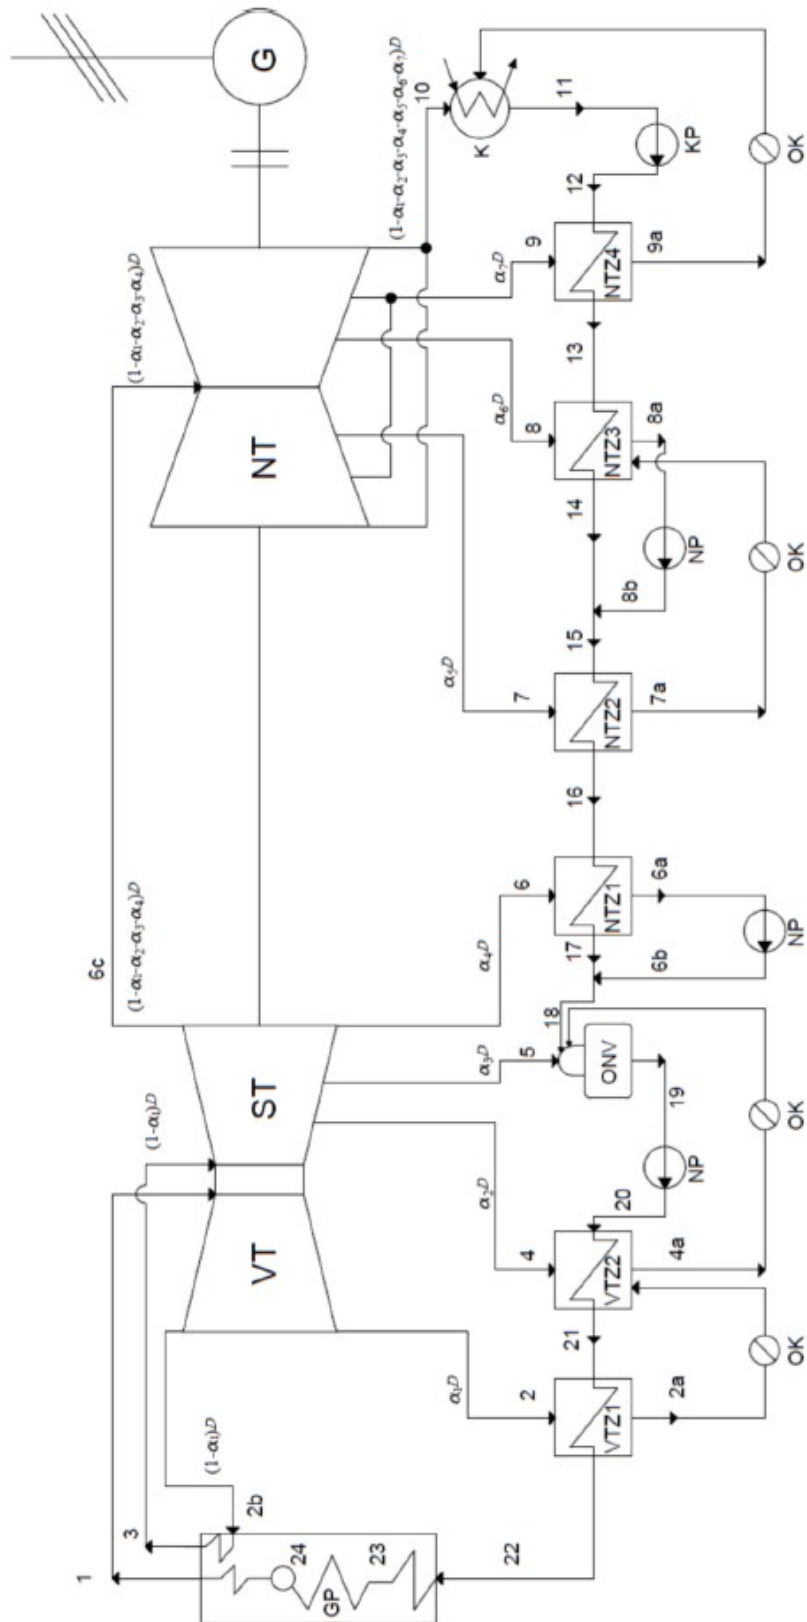 1
6c
3
(1-α₁-α₂-α₃-α₄)D
(1-α₁-α₂-α₃-α₄)D
(1-α₁)D
(1-α₁)D
2b
VT
ST
NT
G
24
GP
23
(1-α₁-α₂-α₃-α₄-α₅-α₆-α₇)D
10
α₁D
α₂D
α₃D
α₄D
α₅D
α₆D
α₇D
K
22
2
4
5
6
7
8
9
11
21
20
18
17
16
15
14
13
12
VTZ1
VTZ2
ONV
NTZ1
NTZ2
NTZ3
NTZ4
8b
2a
4a
19
6b
6a
7a
8a
9a
NP
NP
NP
KP
OK
OK
OK
OK